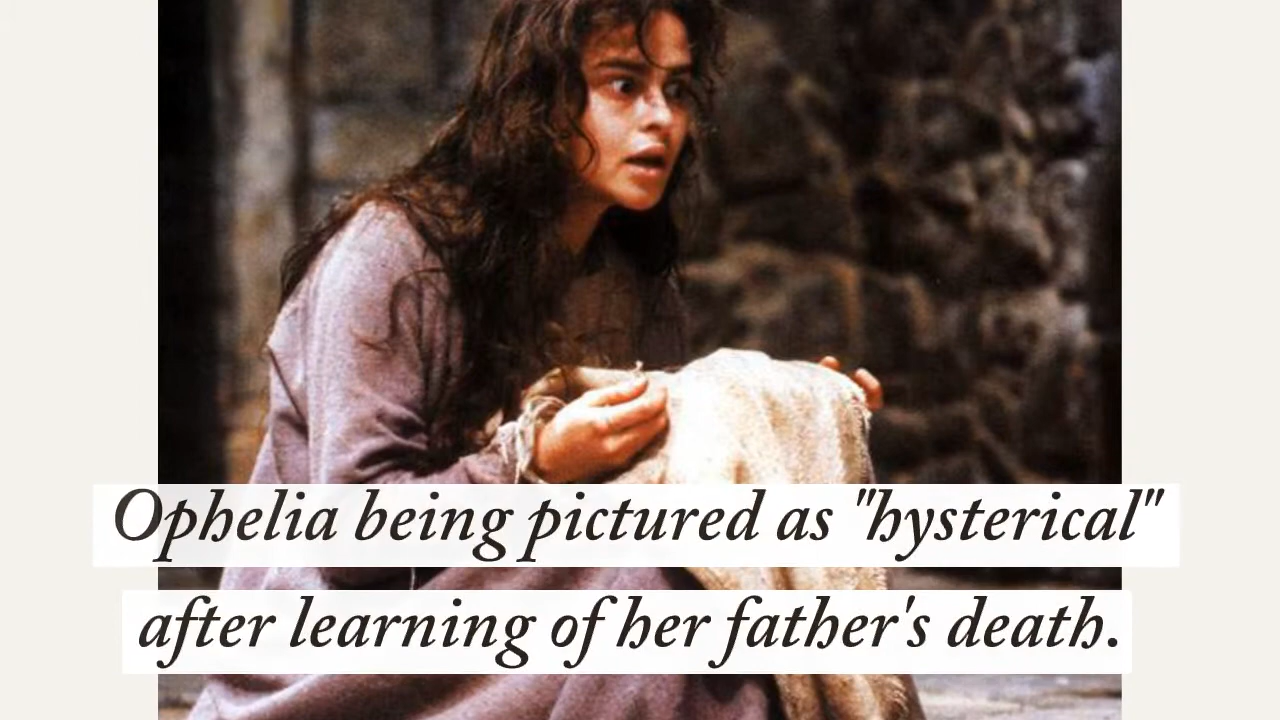 Ophelia being pictured as "hysterical"
after learning of her father's death.